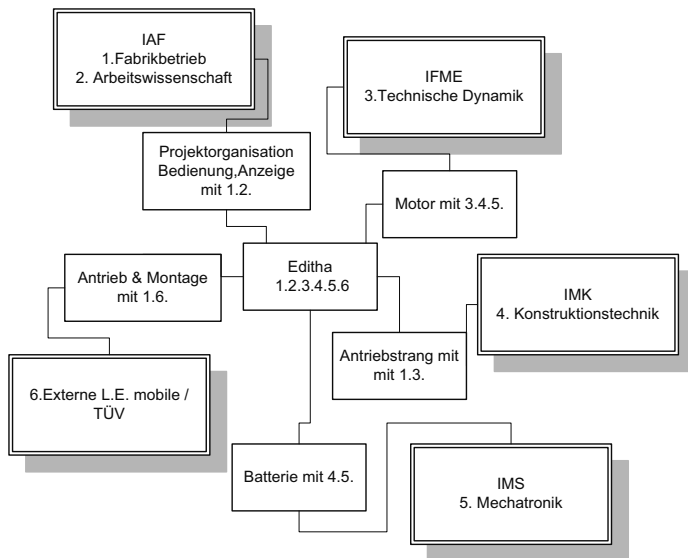 IAF
1.Fabrikbetrieb
2. Arbeitswissenschaft
IFME
3.Technische Dynamik
Projektorganisation
Bedienung,Anzeige
mit 1.2.
Motor mit 3.4.5.
Antrieb & Montage
mit 1.6.
Editha
1.2.3.4.5.6
IMK
4. Konstruktionstechnik
Antriebstrang mit
mit 1.3.
6.Externe L.E. mobile /
TÜV
Batterie mit 4.5.
IMS
5. Mechatronik